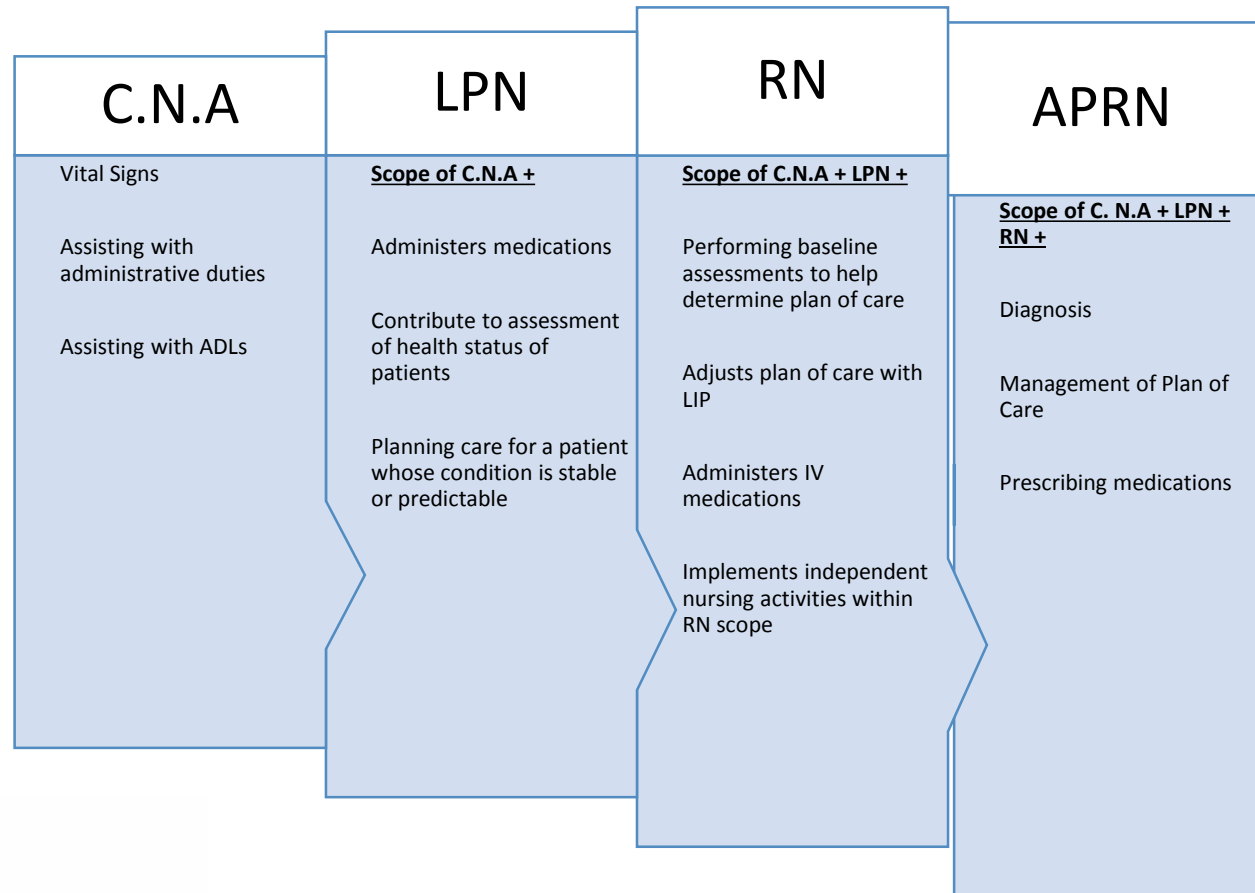 C.N.A
Vital Signs
Assisting with
administrative duties
Assisting with ADLs
LPN
Scope of C.N.A +
Administers medications
Contribute to assessment
of health status of
patients
Planning care for a patient
whose condition is stable
or predictable
RN
Scope of C.N.A + LPN +
Performing baseline
assessments to help
determine plan of care
Adjusts plan of care with
LIP
Administers IV
medications
Implements independent
nursing activities within
RN scope
APRN
Scope of C. N.A + LPN +
RN +
Diagnosis
Management of Plan of
Care
Prescribing medications